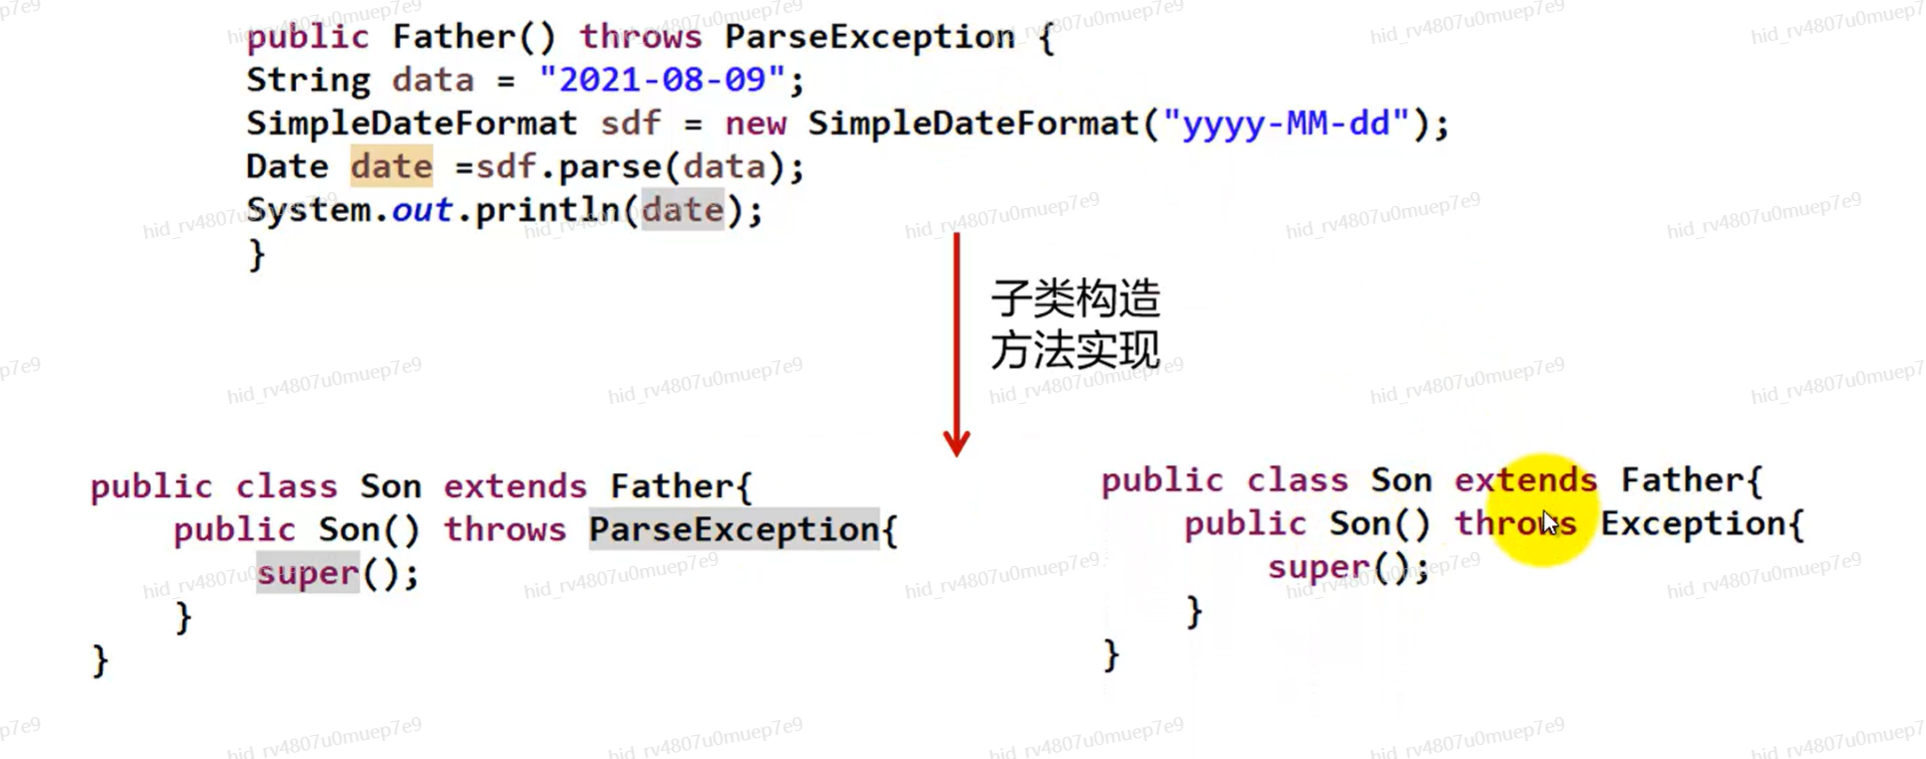 public Father() throws ParseException {
String data = "2021-08-09";
SimpleDateFormat sdf = new SimpleDateFormat("yyyy-MM-dd");
Date date =sdf.parse(data);
System.out.println(date);
}
子类构造
方法实现
public class Son extends Father{
public Son() throws ParseException{
super();
}
}
public class Son extends Father{
public Son() throws Exception{
super();
}
}
hid_rv4807u0muep7e9